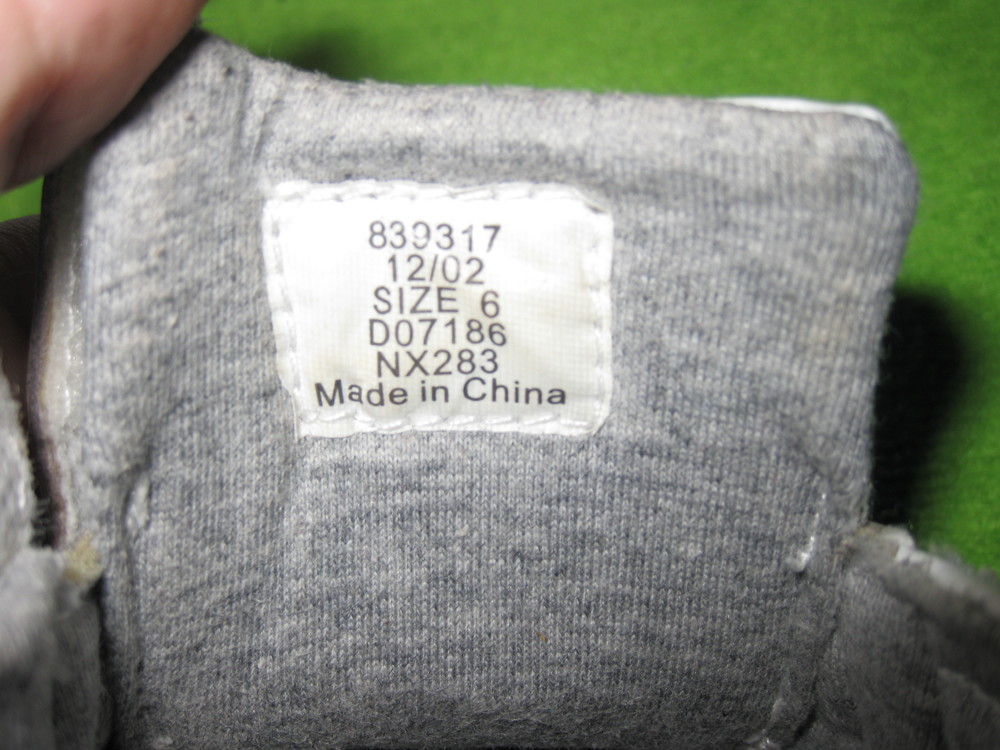 839317
12/02
SIZE 6
D07186
NX283
Made in China